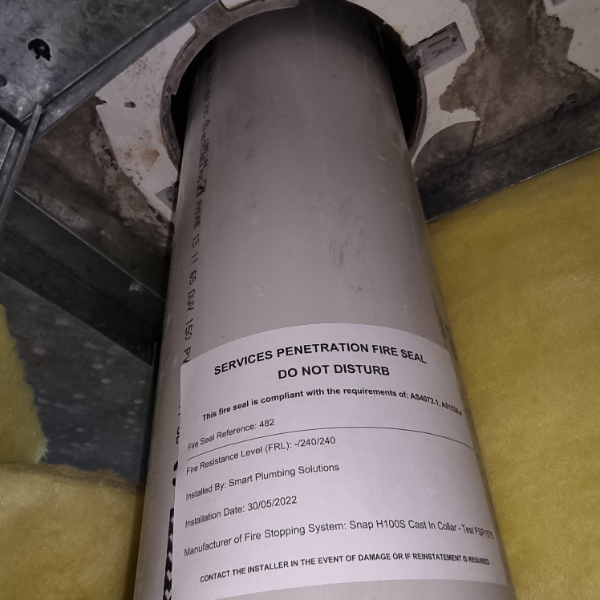 DWV 150 PV
SERVICES PENETRATION FIRE SEAL
DO NOT DISTURB
This fire seal is compliant with the requirements of: AS4072.1,
Fire Seal Reference: 482
Fire Resistance Level (FRL): -/240/240
Installed By: Smart Plumbing Solutions
Installation Date: 30/05/2022
Manufacturer of Fire Stopping System: Snap H100S Cast In Collar - Test
CONTACT THE INSTALLER IN THE EVENT OF DAMAGE OR IF REINSTATEMENT IS REQUIRED